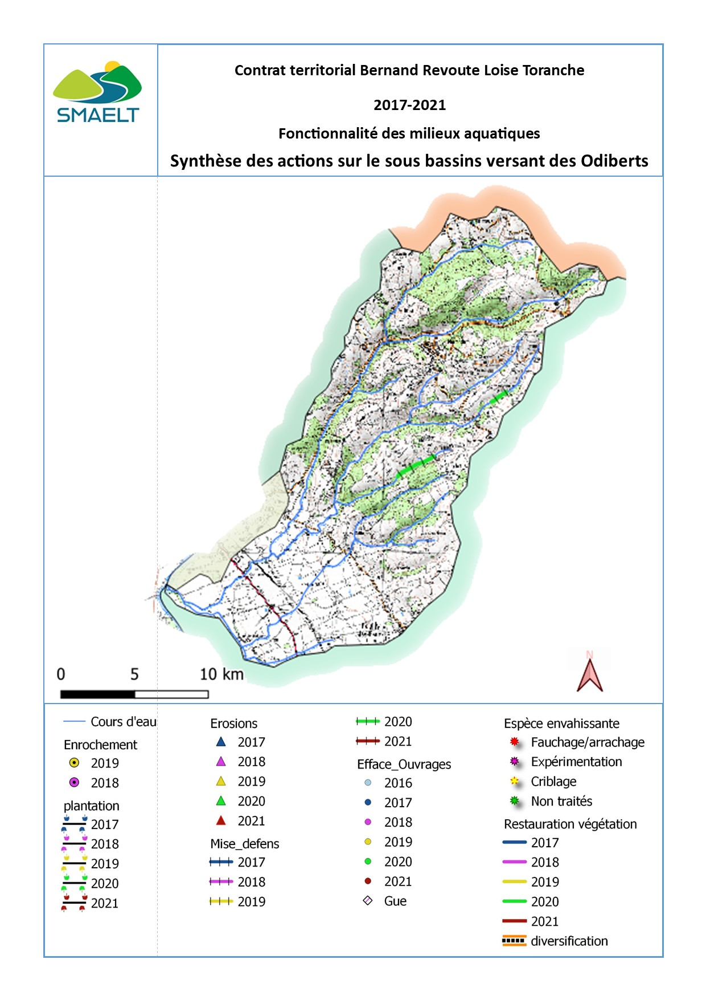 SMAELT
Contrat territorial Bernand Revoute Loise Toranche
2017-2021
Fonctionnalité des milieux aquatiques
Synthèse des actions sur le sous bassins versant des Odiberts
0 5 10 km
N
Cours d'eau
Enrochement
2019
2018
plantation
2017
2018
2019
2020
2021
Erosions
2017
2018
2019
2020
2021
Mise_defens
2017
2018
2019
2020
2021
Efface_Ouvrages
2016
2017
2018
2019
2020
2021
Gue
Espèce envahissante
Fauchage/arrachage
Expérimentation
Criblage
Non traités
Restauration végétation
2017
2018
2019
2020
2021
diversification